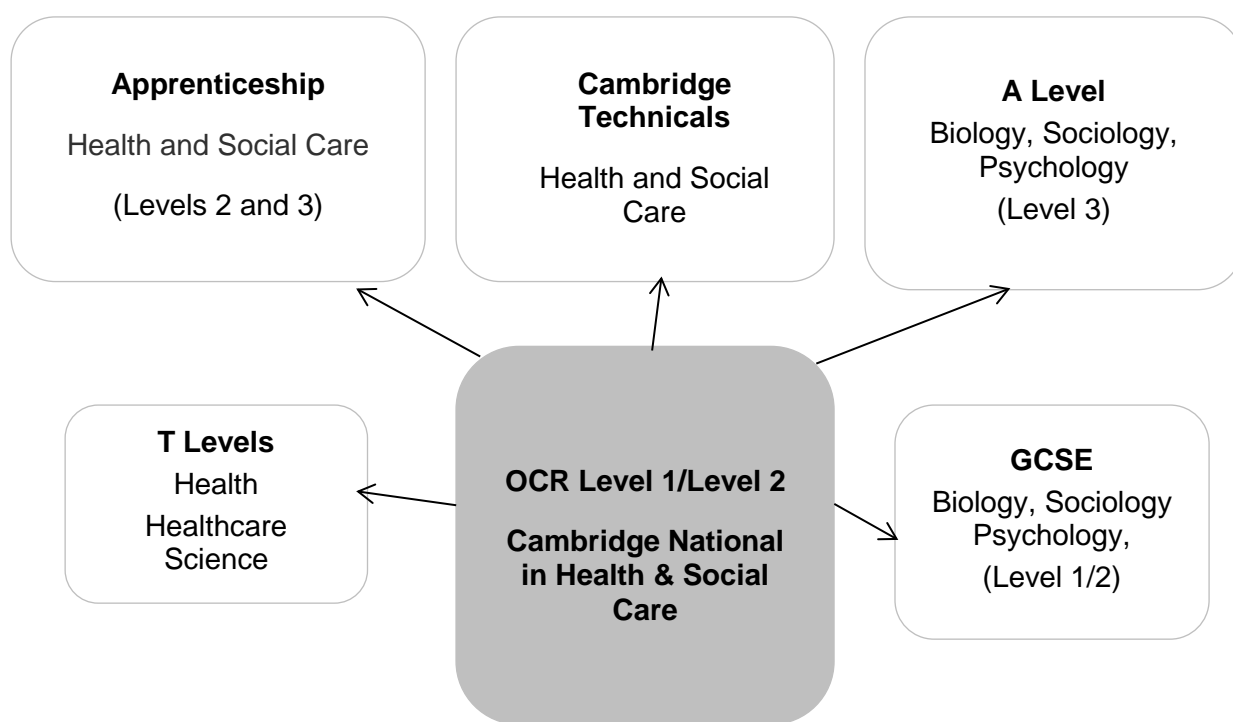 Apprenticeship
Health and Social Care
(Levels 2 and 3)
Cambridge
Technicals
Health and Social
Care
A Level
Biology, Sociology,
Psychology
(Level 3)
T Levels
Health
Healthcare
Science
OCR Level 1/Level 2
Cambridge National
in Health & Social
Care
GCSE
Biology, Sociology
Psychology,
(Level 1/2)